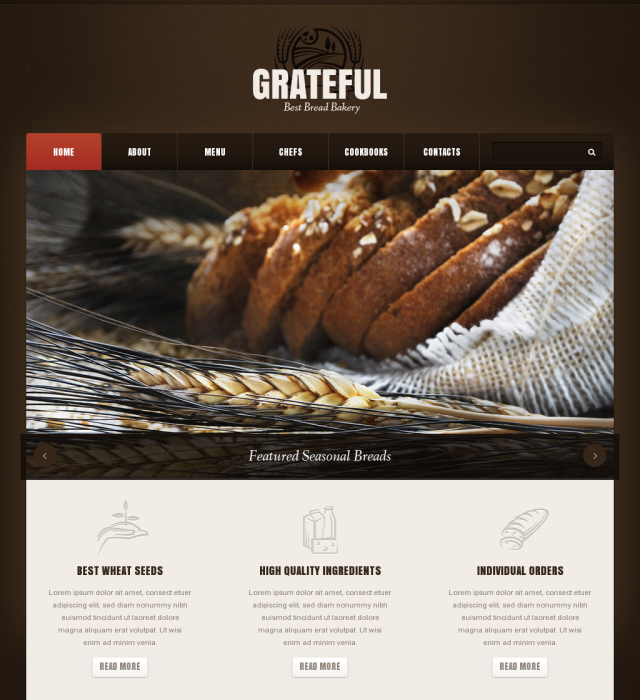 GRATEFUL
Best Bread Bakery
HOME ABOUT MENU CHEFS COOKBOOKS CONTACTS
Featured Seasonal Breads
BEST WHEAT SEEDS
Lorem ipsum dolor sit amet, consect etuer
adipiscing elit, sed diam nonummy nibh
euismod tincidunt ut laoreet dolore
magna aliquam erat volutpat. Ut wisi
enim ad minim venia.
READ MORE
HIGH QUALITY INGREDIENTS
Lorem ipsum dolor sit amet, consect etuer
adipiscing elit, sed diam nonummy nibh
euismod tincidunt ut laoreet dolore
magna aliquam erat volutpat. Ut wisi
enim ad minim venia.
READ MORE
INDIVIDUAL ORDERS
Lorem ipsum dolor sit amet, consect etuer
adipiscing elit, sed diam nonummy nibh
euismod tincidunt ut laoreet dolore
magna aliquam erat volutpat. Ut wisi
enim ad minim venia.
READ MORE